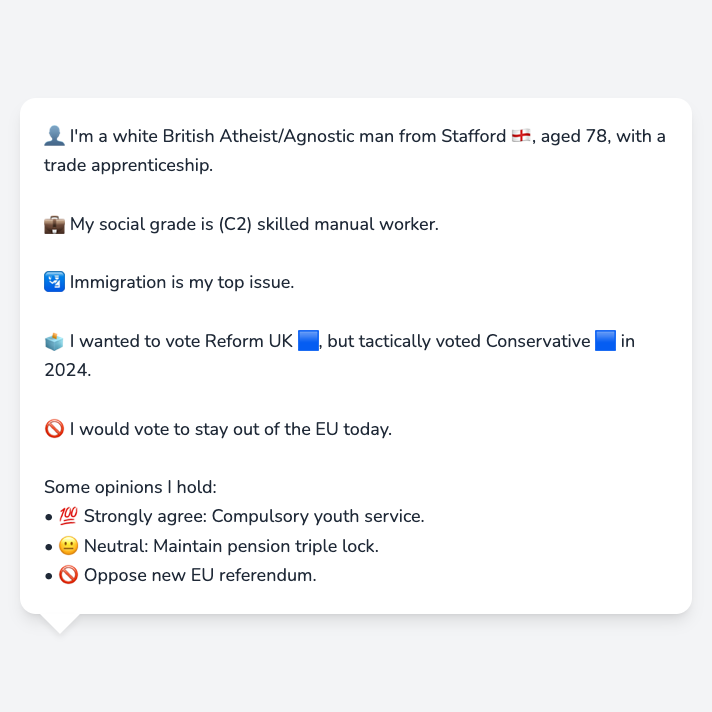 👤 I'm a white British Atheist/Agnostic man from Stafford 🏴󠁧󠁢󠁥󠁮󠁧󠁿, aged 78, with a
trade apprenticeship.
💼 My social grade is (C2) skilled manual worker.
🛂 Immigration is my top issue.
🗳️ I wanted to vote Reform UK 🟦, but tactically voted Conservative 🟦 in
2024.
🚫 I would vote to stay out of the EU today.
Some opinions I hold:
• 💯 Strongly agree: Compulsory youth service.
• 😐 Neutral: Maintain pension triple lock.
• 🚫 Oppose new EU referendum.